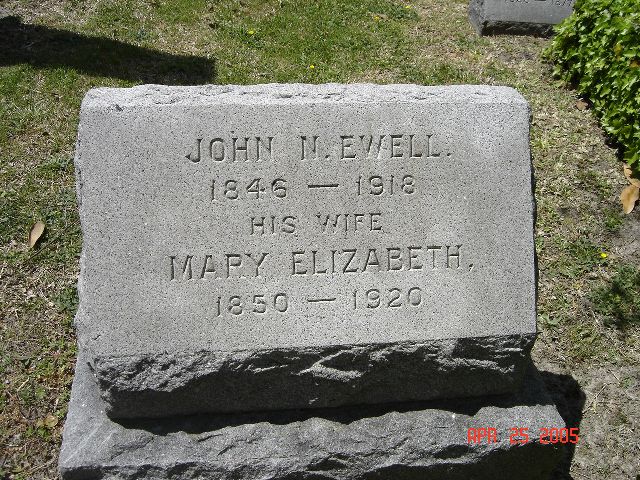 JOHN N. EWELL.
1846 — 1918
HIS WIFE
MARY ELIZABETH,
1850 — 1920
APR 25 2005